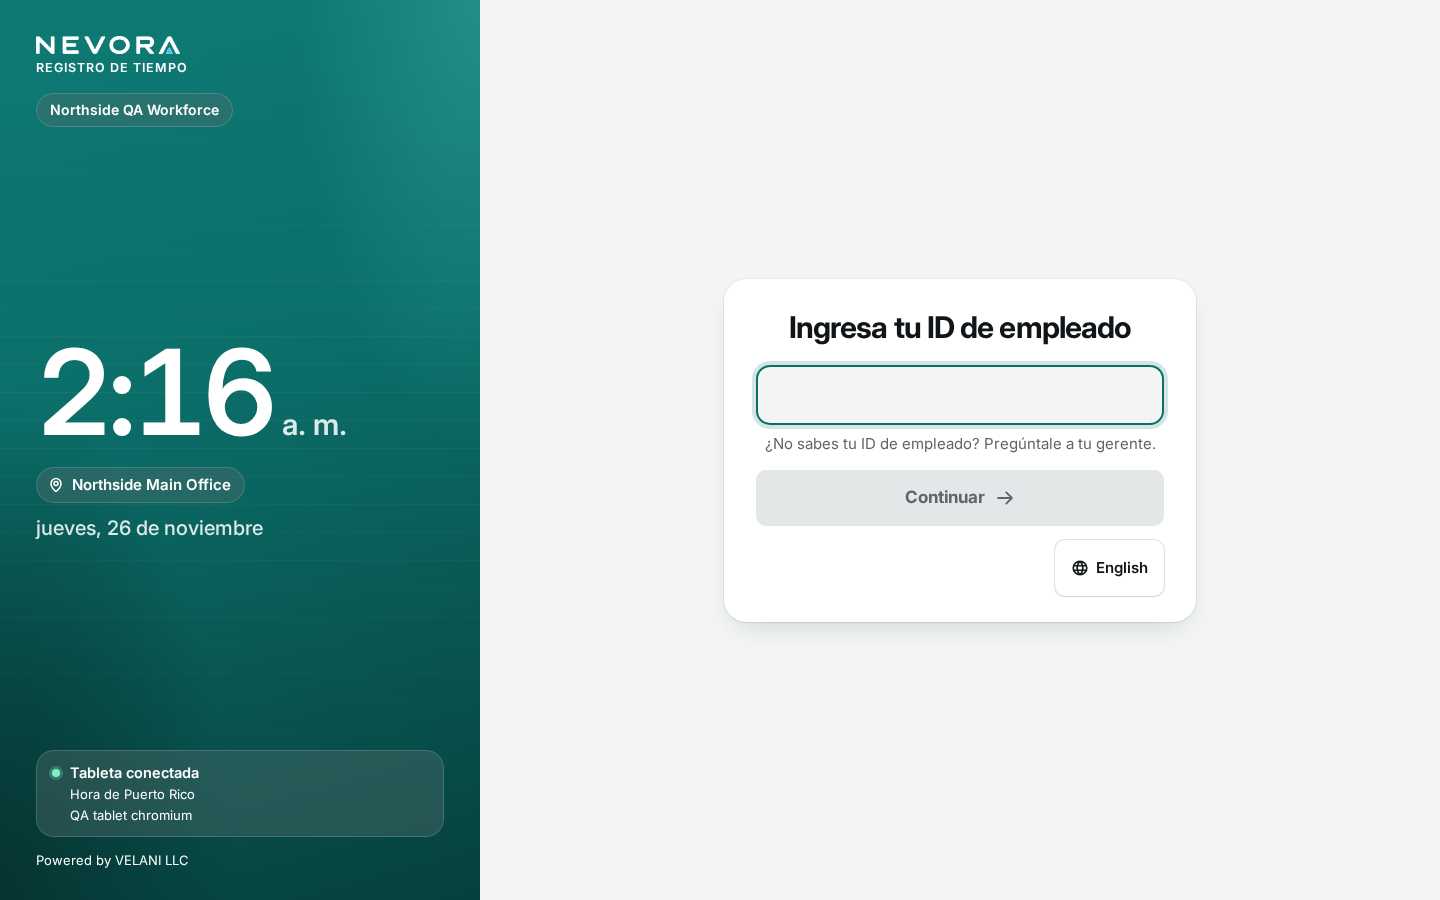 NEVORA
REGISTRO DE TIEMPO
Northside QA Workforce
2:16 a. m.
Northside Main Office
jueves, 26 de noviembre
Tableta conectada
Hora de Puerto Rico
QA tablet chromium
Powered by VELANI LLC
Ingresa tu ID de empleado
¿No sabes tu ID de empleado? Pregúntale a tu gerente.
Continuar
English